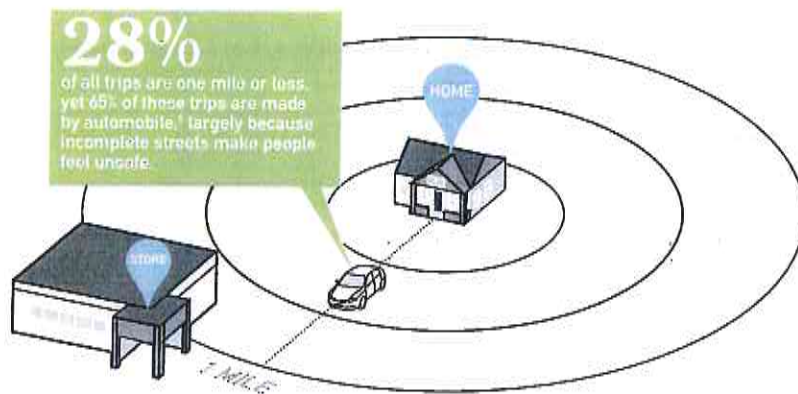 28%
of all trips are one mile or less,
yet 65% of these trips are made
by automobile,¹ largely because
incomplete streets make people
feel unsafe.
HOME
STORE
1 MILE